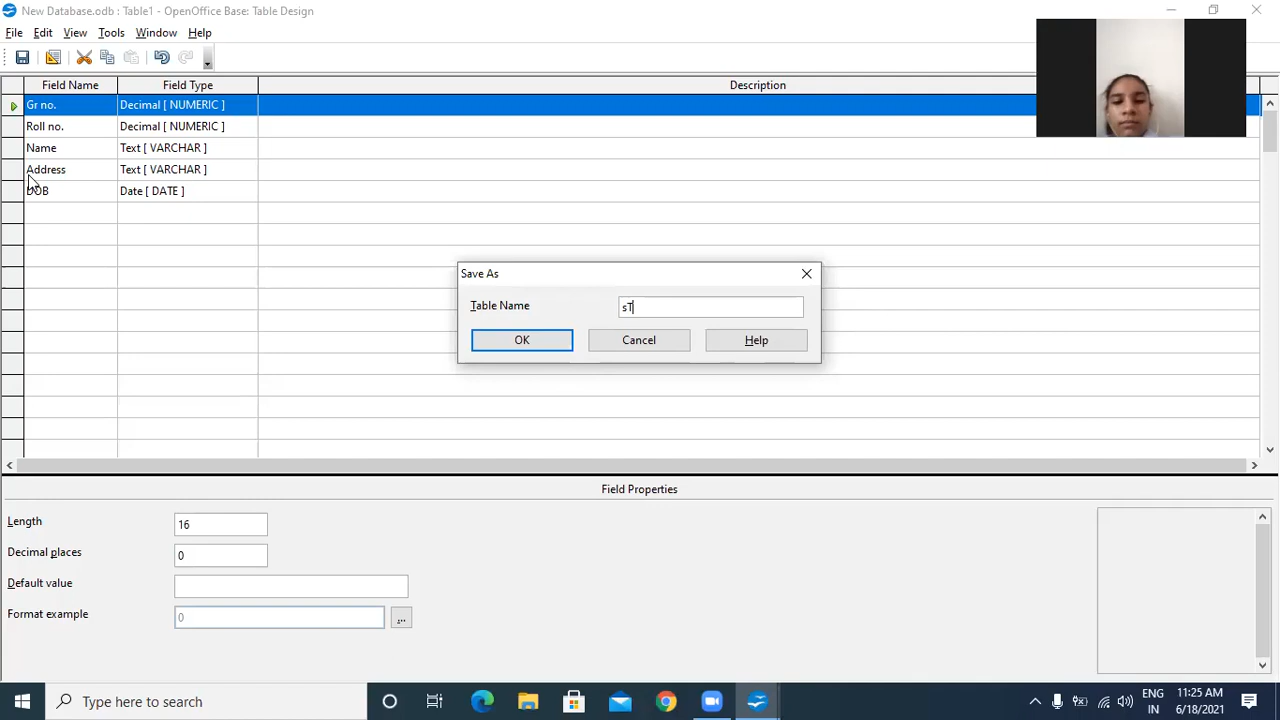 New Database.odb : Table1 - OpenOffice Base: Table Design
File Edit View Tools Window Help
Field Name Field Type Description
Gr no. Decimal [ NUMERIC ]
Roll no. Decimal [ NUMERIC ]
Name Text [ VARCHAR ]
Address Text [ VARCHAR ]
DOB Date [ DATE ]
Save As
Table Name sT
OK Cancel Help
Field Properties
Length 16
Decimal places 0
Default value
Format example 0 ...
Type here to search
ENG 11:25 AM
IN 6/18/2021